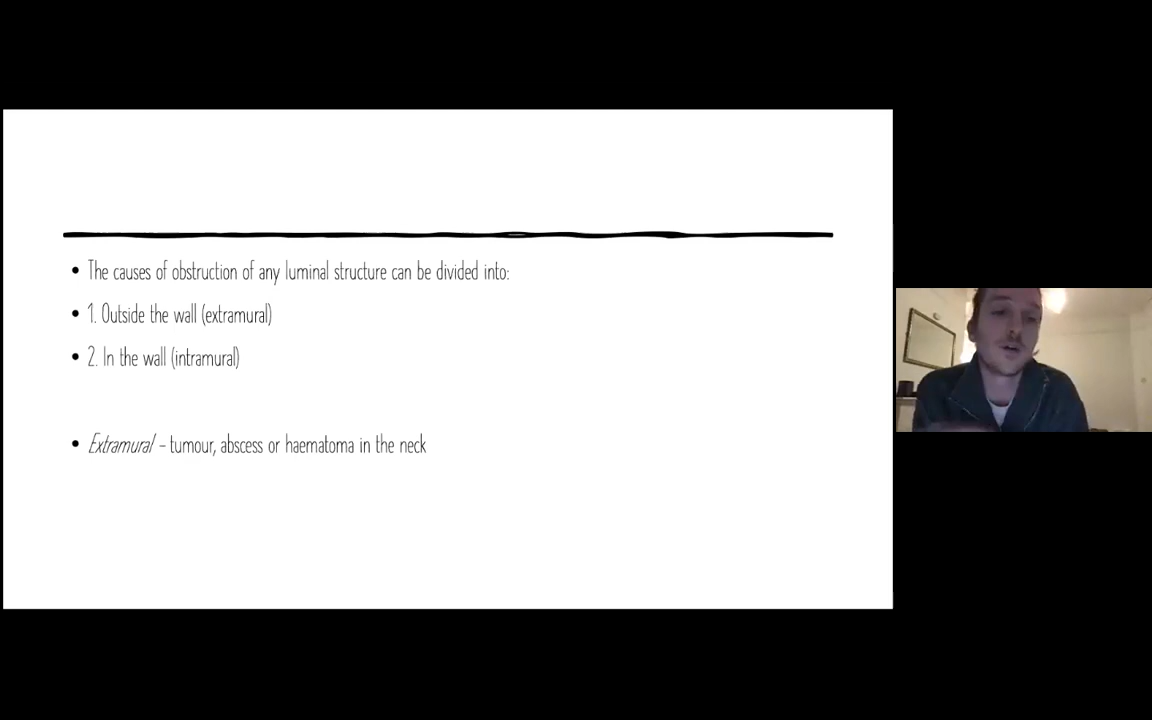 • The causes of obstruction of any luminal structure can be divided into:
• 1. Outside the wall (extramural)
• 2. In the wall (intramural)
• Extramural – tumour, abscess or haematoma in the neck